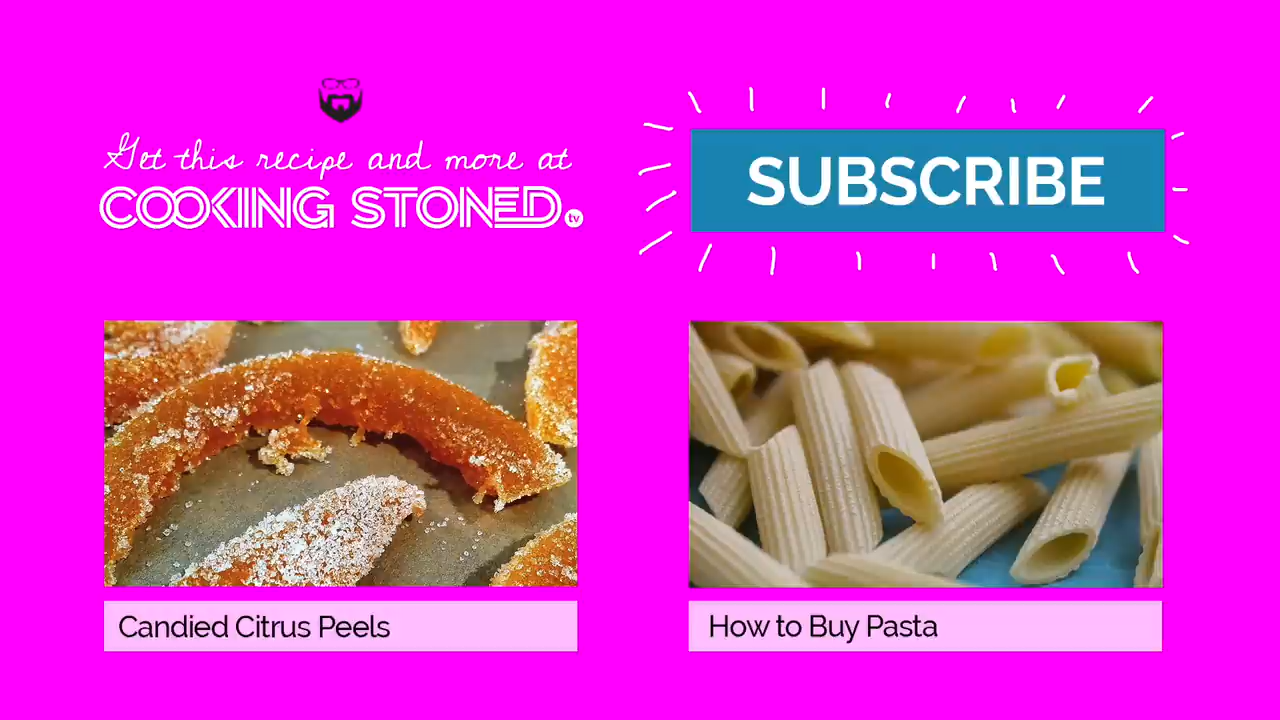 Get this recipe and more at
COOKING STONED.tv
SUBSCRIBE
Candied Citrus Peels
How to Buy Pasta